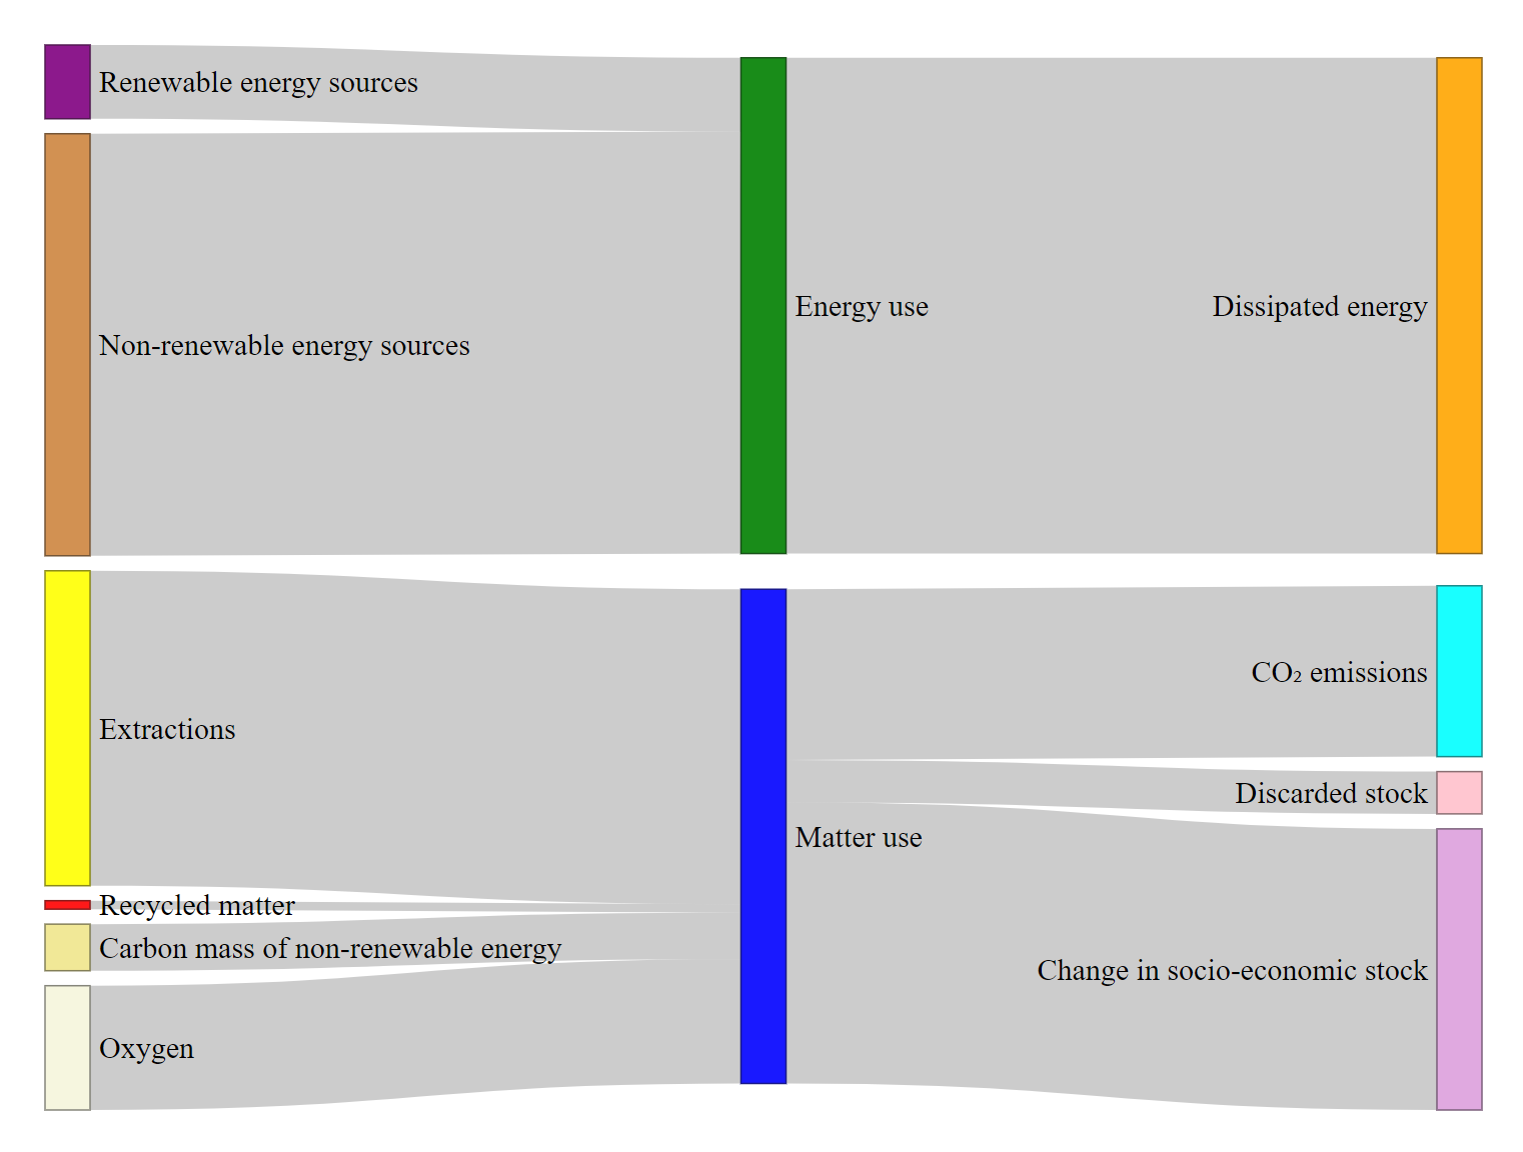 Renewable energy sources
Non-renewable energy sources
Energy use
Dissipated energy
Extractions
Recycled matter
Carbon mass of non-renewable energy
Oxygen
Matter use
CO₂ emissions
Discarded stock
Change in socio-economic stock